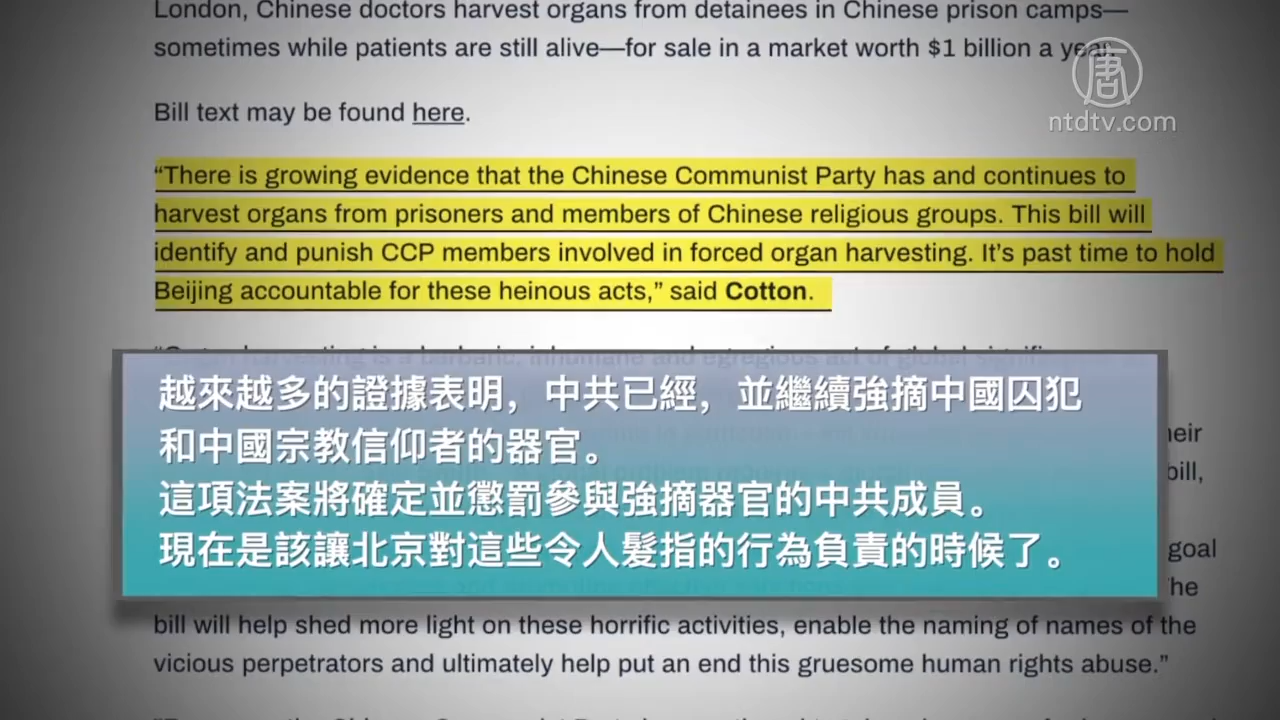 London, Chinese doctors harvest organs from detainees in Chinese prison camps—
sometimes while patients are still alive—for sale in a market worth $1 billion a year.
唐
ntdtv.com
Bill text may be found here.
“There is growing evidence that the Chinese Communist Party has and continues to
harvest organs from prisoners and members of Chinese religious groups. This bill will
identify and punish CCP members involved in forced organ harvesting. It’s past time to hold
Beijing accountable for these heinous acts,” said Cotton.
越來越多的證據表明，中共已經，並繼續強摘中國囚犯
和中國宗教信仰者的器官。
這項法案將確定並懲罰參與強摘器官的中共成員。
現在是該讓北京對這些令人髮指的行為負責的時候了。
bill,
goal
bill will help shed more light on these horrific activities, enable the naming of names of the
vicious perpetrators and ultimately help put an end this gruesome human rights abuse.”